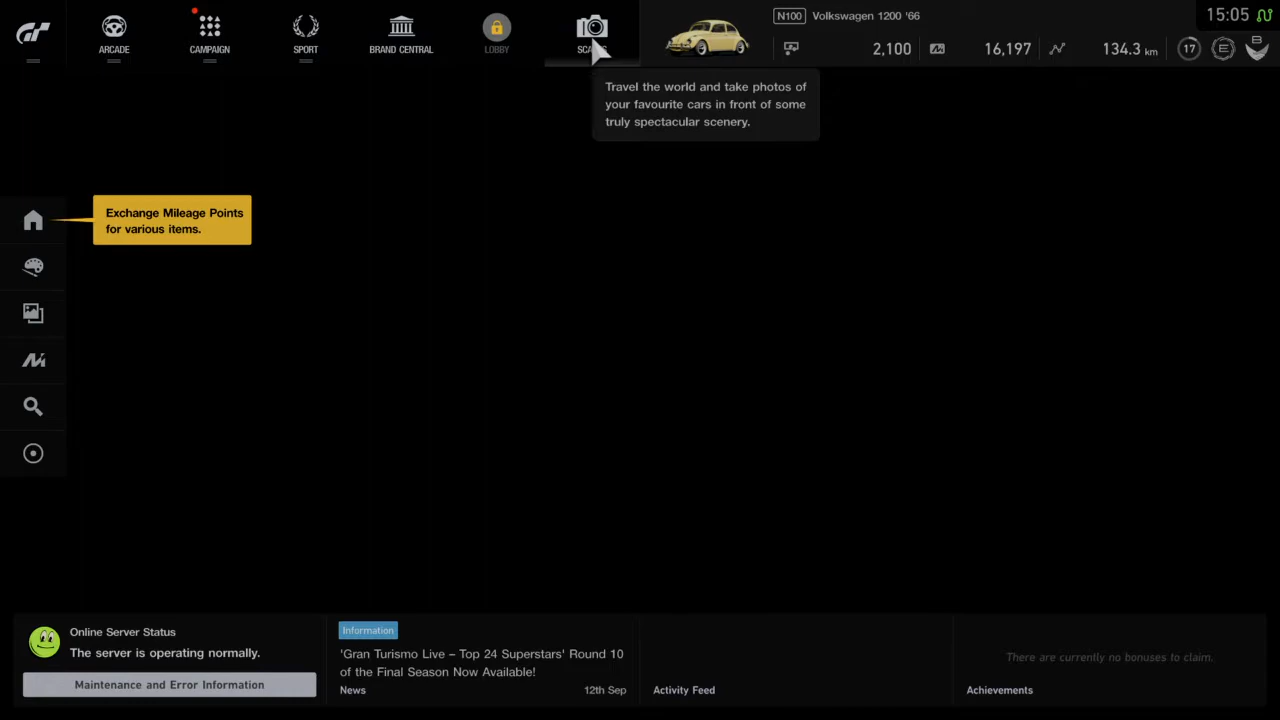 ARCADE
CAMPAIGN
SPORT
BRAND CENTRAL
LOBBY
N100 Volkswagen 1200 '66
2,100
16,197
134.3 km
17
E
B
15:05
Travel the world and take photos of
your favourite cars in front of some
truly spectacular scenery.
Exchange Mileage Points
for various items.
Online Server Status
The server is operating normally.
Maintenance and Error Information
Information
'Gran Turismo Live – Top 24 Superstars' Round 10
of the Final Season Now Available!
News
12th Sep
Activity Feed
There are currently no bonuses to claim.
Achievements